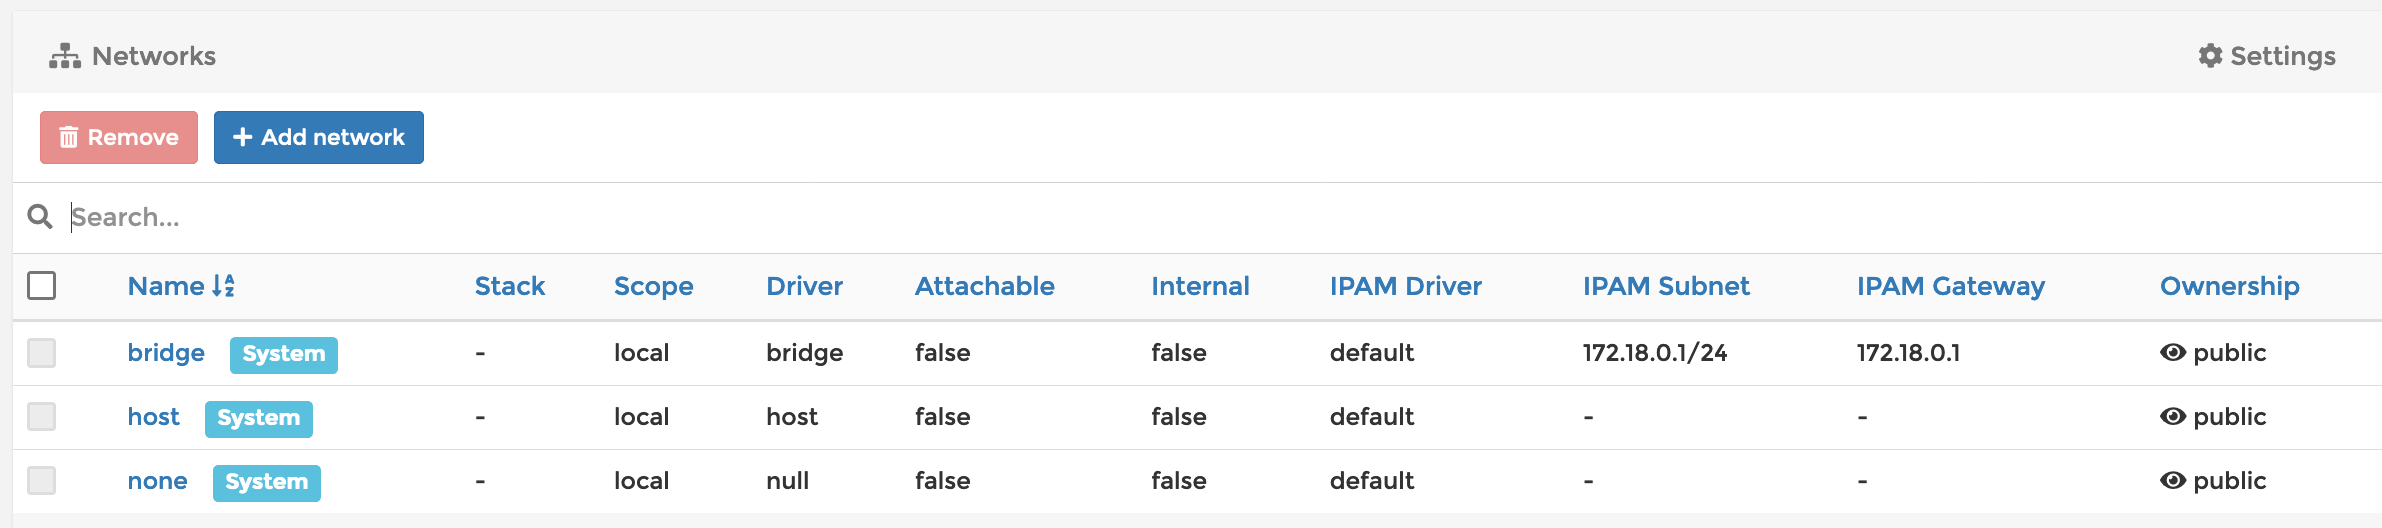 Networks Settings
Remove Add network
Search...
Name Stack Scope Driver Attachable Internal IPAM Driver IPAM Subnet IPAM Gateway Ownership
bridge System - local bridge false false default 172.18.0.1/24 172.18.0.1 public
host System - local host false false default - - public
none System - local null false false default - - public